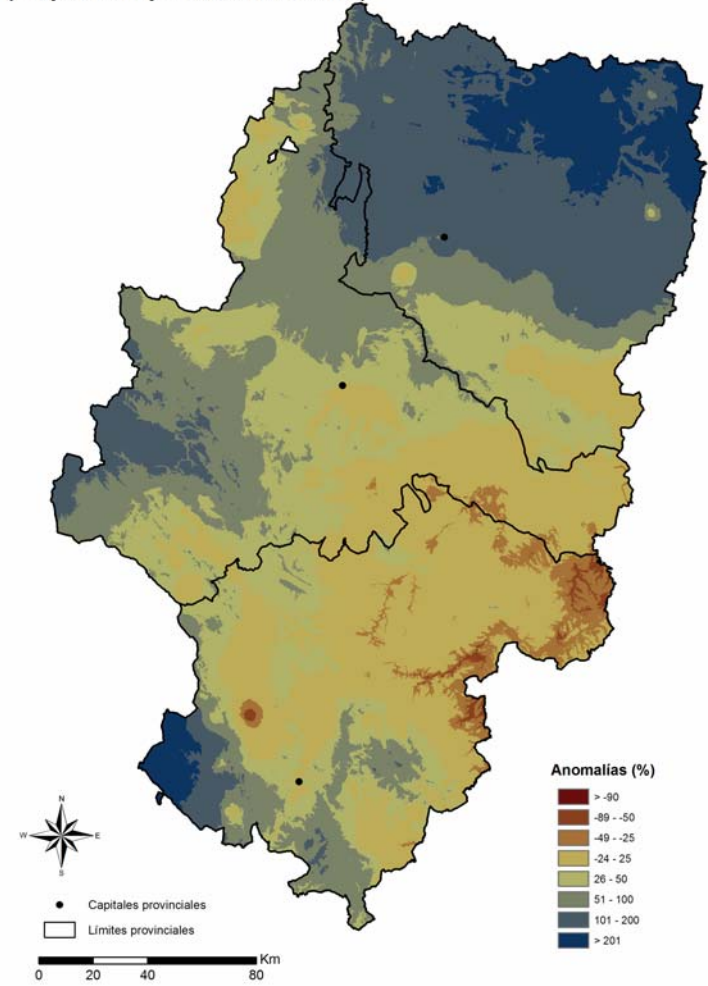 Anomalías (%)
> -90
-89 - -50
-49 - -25
-24 - 25
26 - 50
51 - 100
101 - 200
> 201
N
W
E
S
Capitales provinciales
Límites provinciales
Km
0 20 40 80